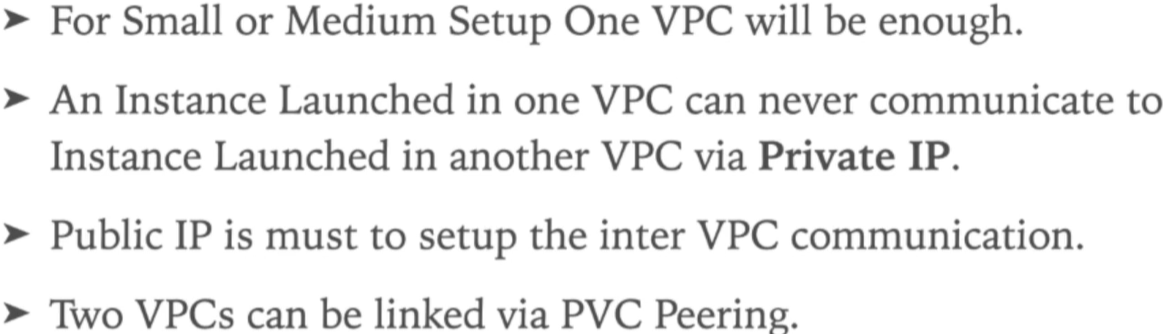 ➤ For Small or Medium Setup One VPC will be enough.
➤ An Instance Launched in one VPC can never communicate to
Instance Launched in another VPC via Private IP.
➤ Public IP is must to setup the inter VPC communication.
➤ Two VPCs can be linked via PVC Peering.